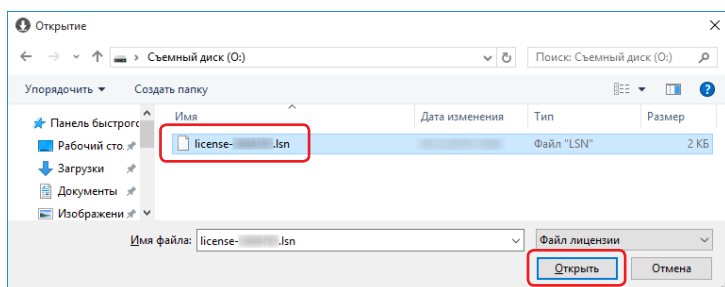 Открытие
Съемный диск (O:)
Поиск: Съемный диск (O:)
Упорядочить
Создать папку
Имя
Дата изменения
Тип
Размер
Панель быстрого
license- .lsn
Файл "LSN"
2 КБ
Рабочий сто.
Загрузки
Документы
Изображени
Имя файла: license- .lsn
Файл лицензии
Открыть
Отмена